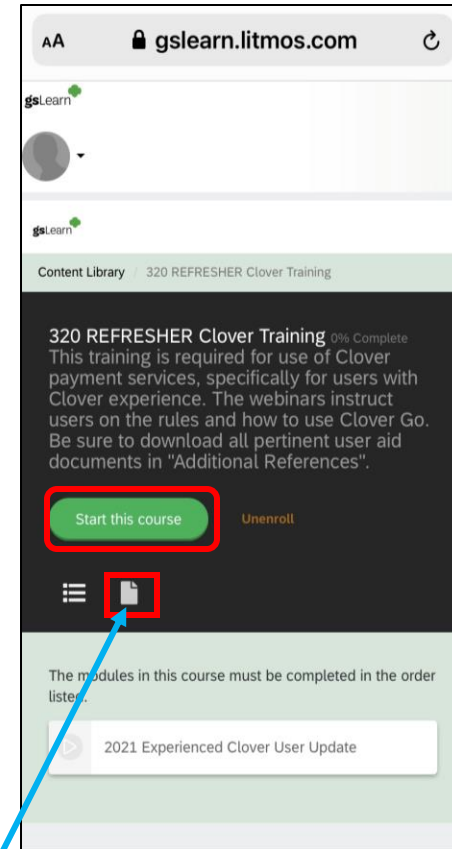 AA gslearn.litmos.com
gsLearn
gsLearn
Content Library / 320 REFRESHER Clover Training
320 REFRESHER Clover Training 0% Complete
This training is required for use of Clover
payment services, specifically for users with
Clover experience. The webinars instruct
users on the rules and how to use Clover Go.
Be sure to download all pertinent user aid
documents in "Additional References".
Start this course Unenroll
The modules in this course must be completed in the order
listed.
2021 Experienced Clover User Update